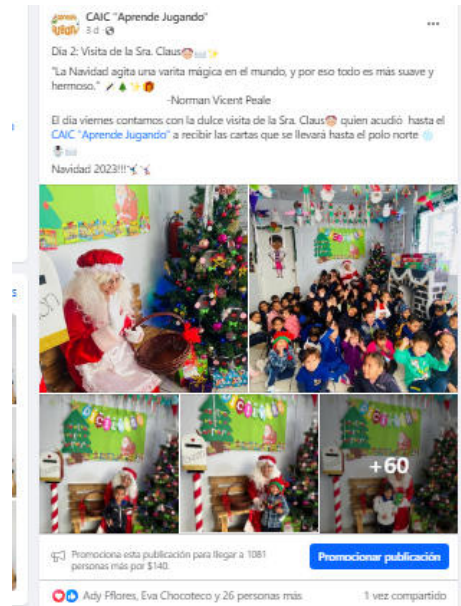 CAIC "Aprende Jugando"
3 d
Día 2: Visita de la Sra. Claus
"La Navidad agita una varita mágica en el mundo, y por eso todo es más suave y
hermoso."
-Norman Vicent Peale
El día viernes contamos con la dulce visita de la Sra. Claus quien acudió hasta el
CAIC "Aprende Jugando" a recibir las cartas que se llevará hasta el polo norte
Navidad 2023!!!
+60
Promociona esta publicación para llegar a 1081
personas más por $140.
Promocionar publicación
Ady Pflores, Eva Chocoteco y 26 personas más
1 vez compartido